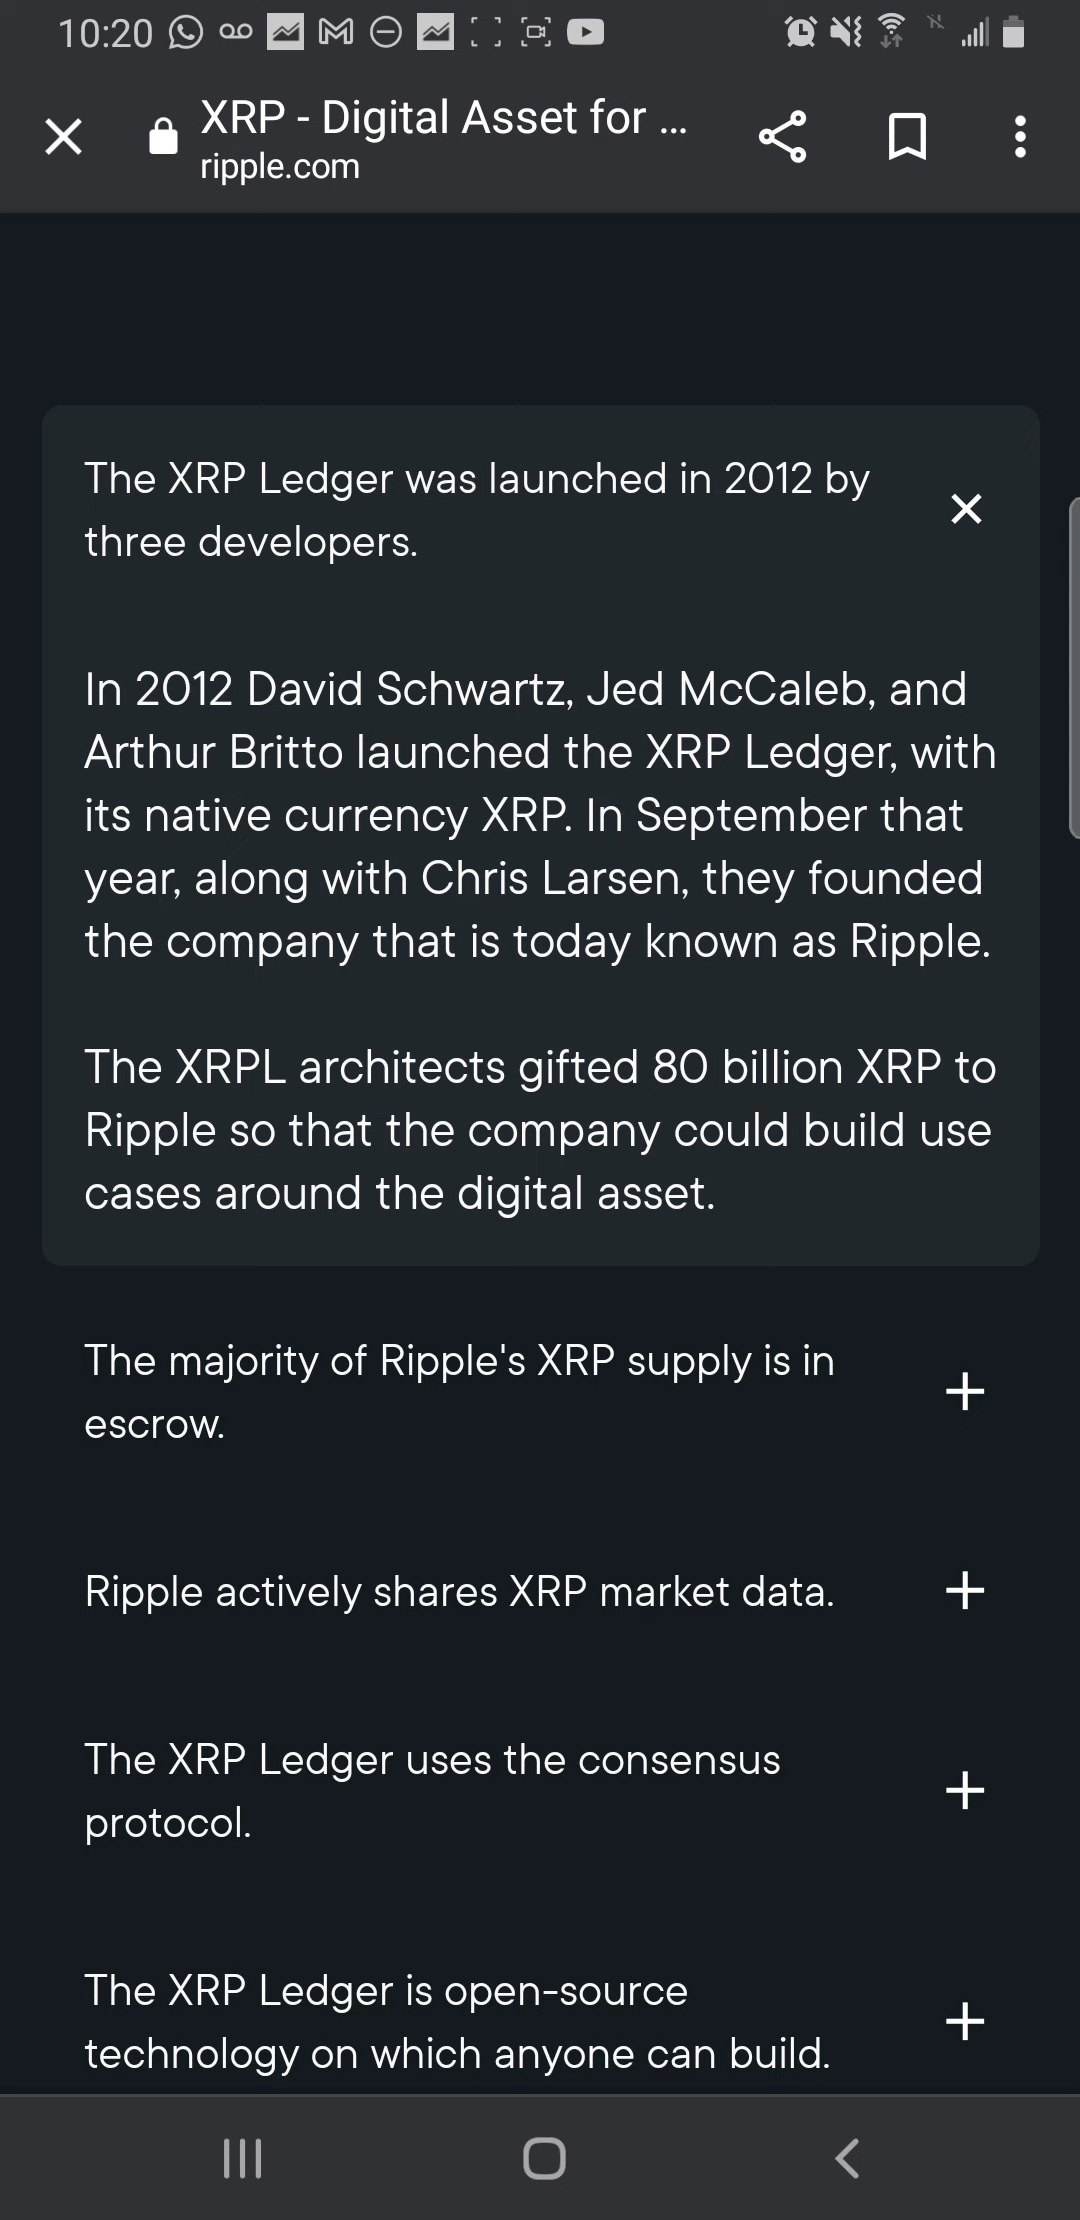 10:20
XRP - Digital Asset for ...
ripple.com
The XRP Ledger was launched in 2012 by
three developers.
In 2012 David Schwartz, Jed McCaleb, and
Arthur Britto launched the XRP Ledger, with
its native currency XRP. In September that
year, along with Chris Larsen, they founded
the company that is today known as Ripple.
The XRPL architects gifted 80 billion XRP to
Ripple so that the company could build use
cases around the digital asset.
The majority of Ripple's XRP supply is in
escrow.
Ripple actively shares XRP market data.
The XRP Ledger uses the consensus
protocol.
The XRP Ledger is open-source
technology on which anyone can build.